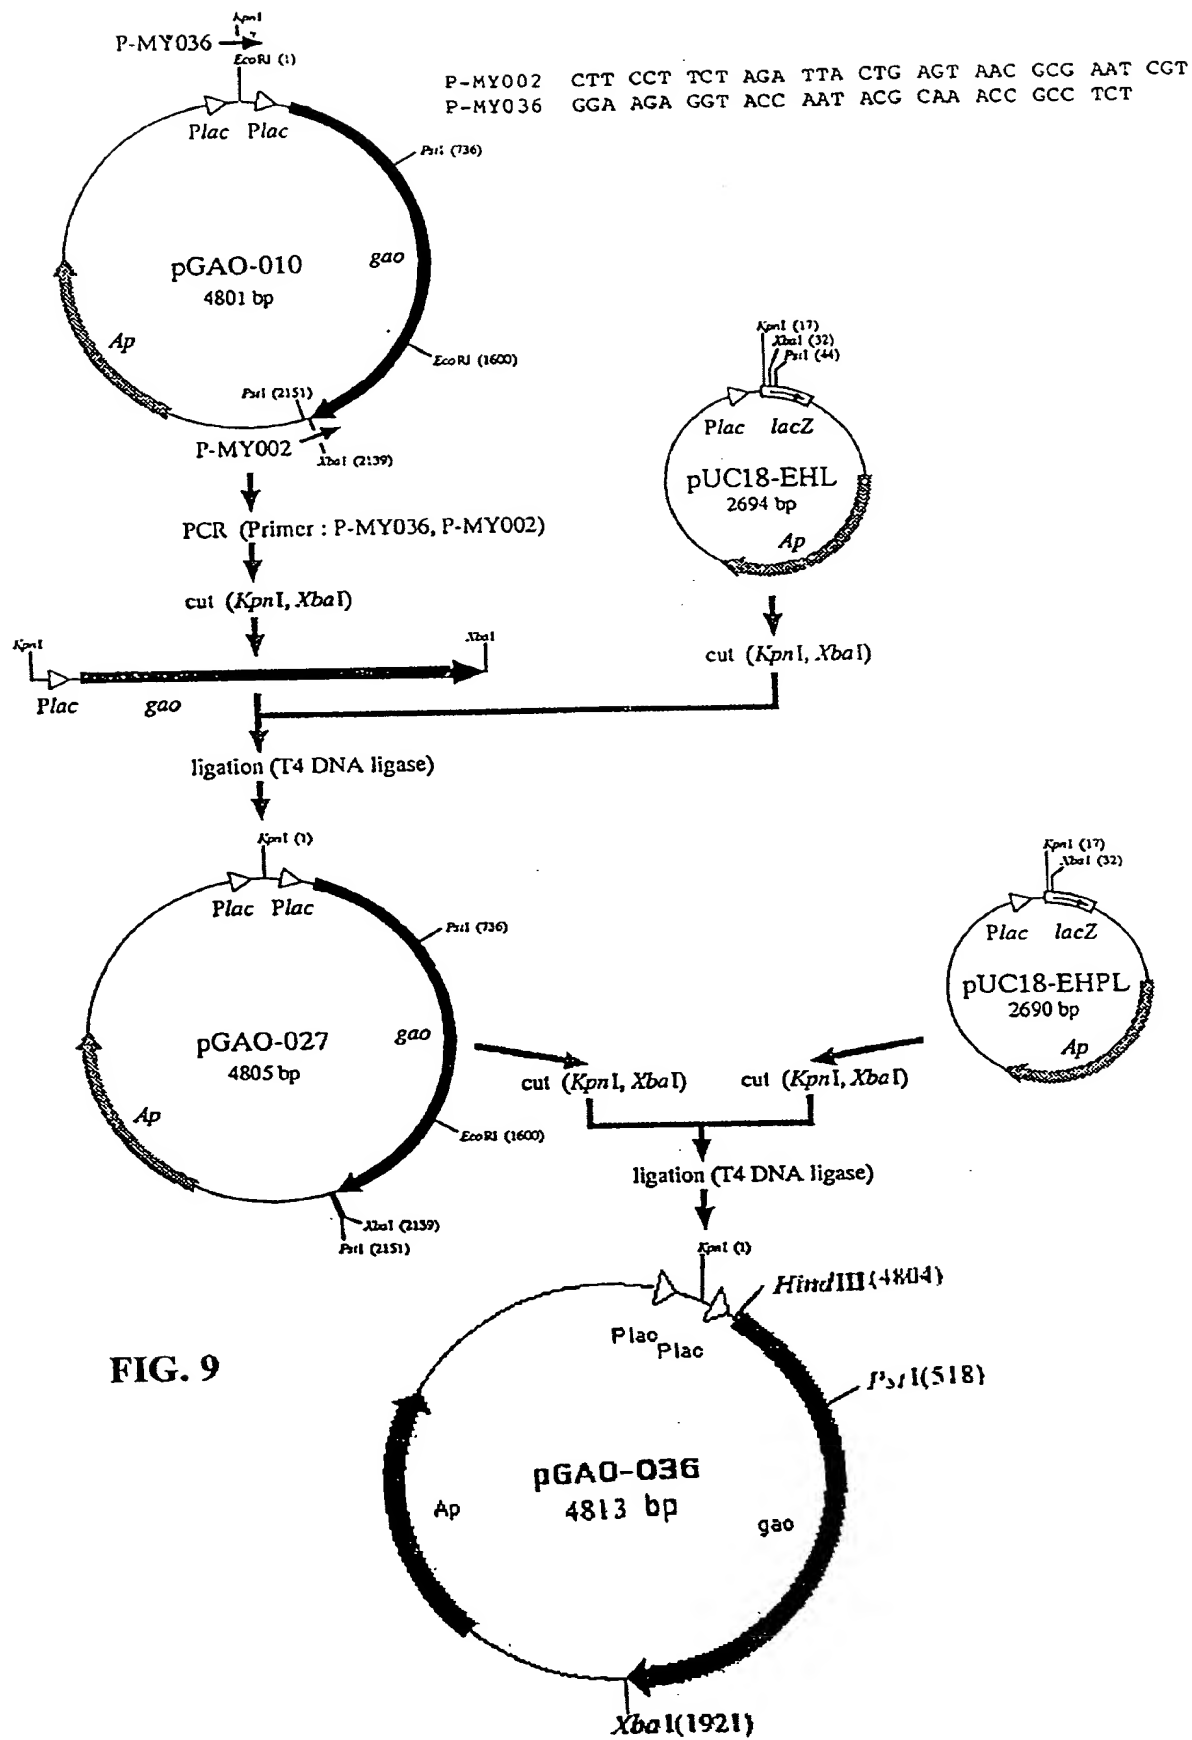 KpnI
P-MY036
EcoRI (1)
P-MY002 CTT CCT TCT AGA TTA CTG AGT AAC GCG AAT CGT
P-MY036 GGA AGA GGT ACC AAT ACG CAA ACC GCC TCT
Plac Plac
PstI (736)
pGAO-010
4801 bp
gao
Ap
EcoRI (1600)
PstI (2151)
P-MY002
XbaI (2139)
KpnI (17)
XbaI (32)
PstI (44)
Plac lacZ
pUC18-EHL
2694 bp
Ap
PCR (Primer : P-MY036, P-MY002)
cut (KpnI, XbaI)
cut (KpnI, XbaI)
KpnI
XbaI
Plac gao
ligation (T4 DNA ligase)
KpnI (1)
Plac Plac
PstI (736)
pGAO-027
4805 bp
gao
Ap
EcoRI (1600)
XbaI (2139)
PstI (2151)
KpnI (17)
XbaI (32)
Plac lacZ
pUC18-EHPL
2690 bp
Ap
cut (KpnI, XbaI) cut (KpnI, XbaI)
ligation (T4 DNA ligase)
KpnI (1)
HindIII(4804)
Plac
Plac
PstI(518)
FIG. 9
pGAO-036
4813 bp
Ap
gao
XbaI(1921)